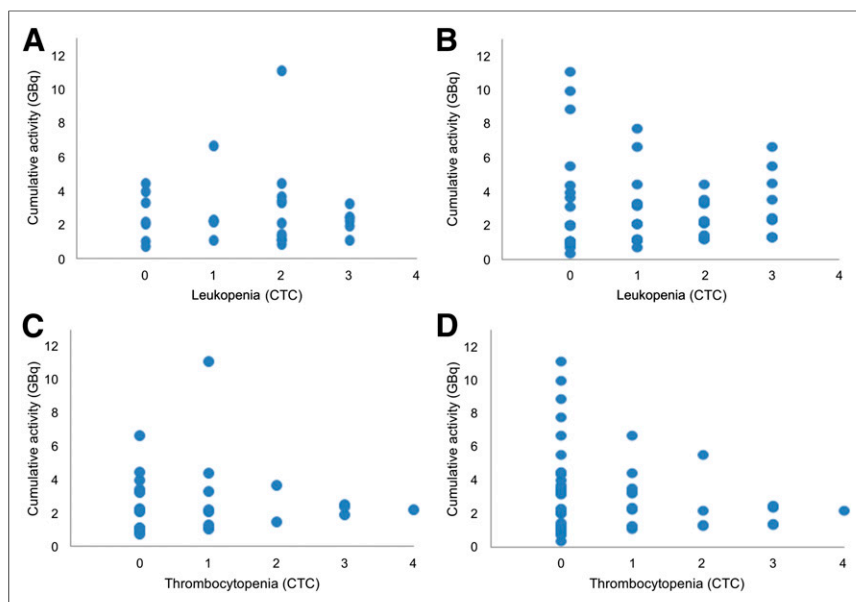 A
Cumulative activity (GBq)
12
10
8
6
4
2
0
0 1 2 3 4
Leukopenia (CTC)
B
Cumulative activity (GBq)
12
10
8
6
4
2
0
0 1 2 3 4
Leukopenia (CTC)
C
Cumulative activity (GBq)
12
10
8
6
4
2
0
0 1 2 3 4
Thrombocytopenia (CTC)
D
Cumulative activity (GBq)
12
10
8
6
4
2
0
0 1 2 3 4
Thrombocytopenia (CTC)